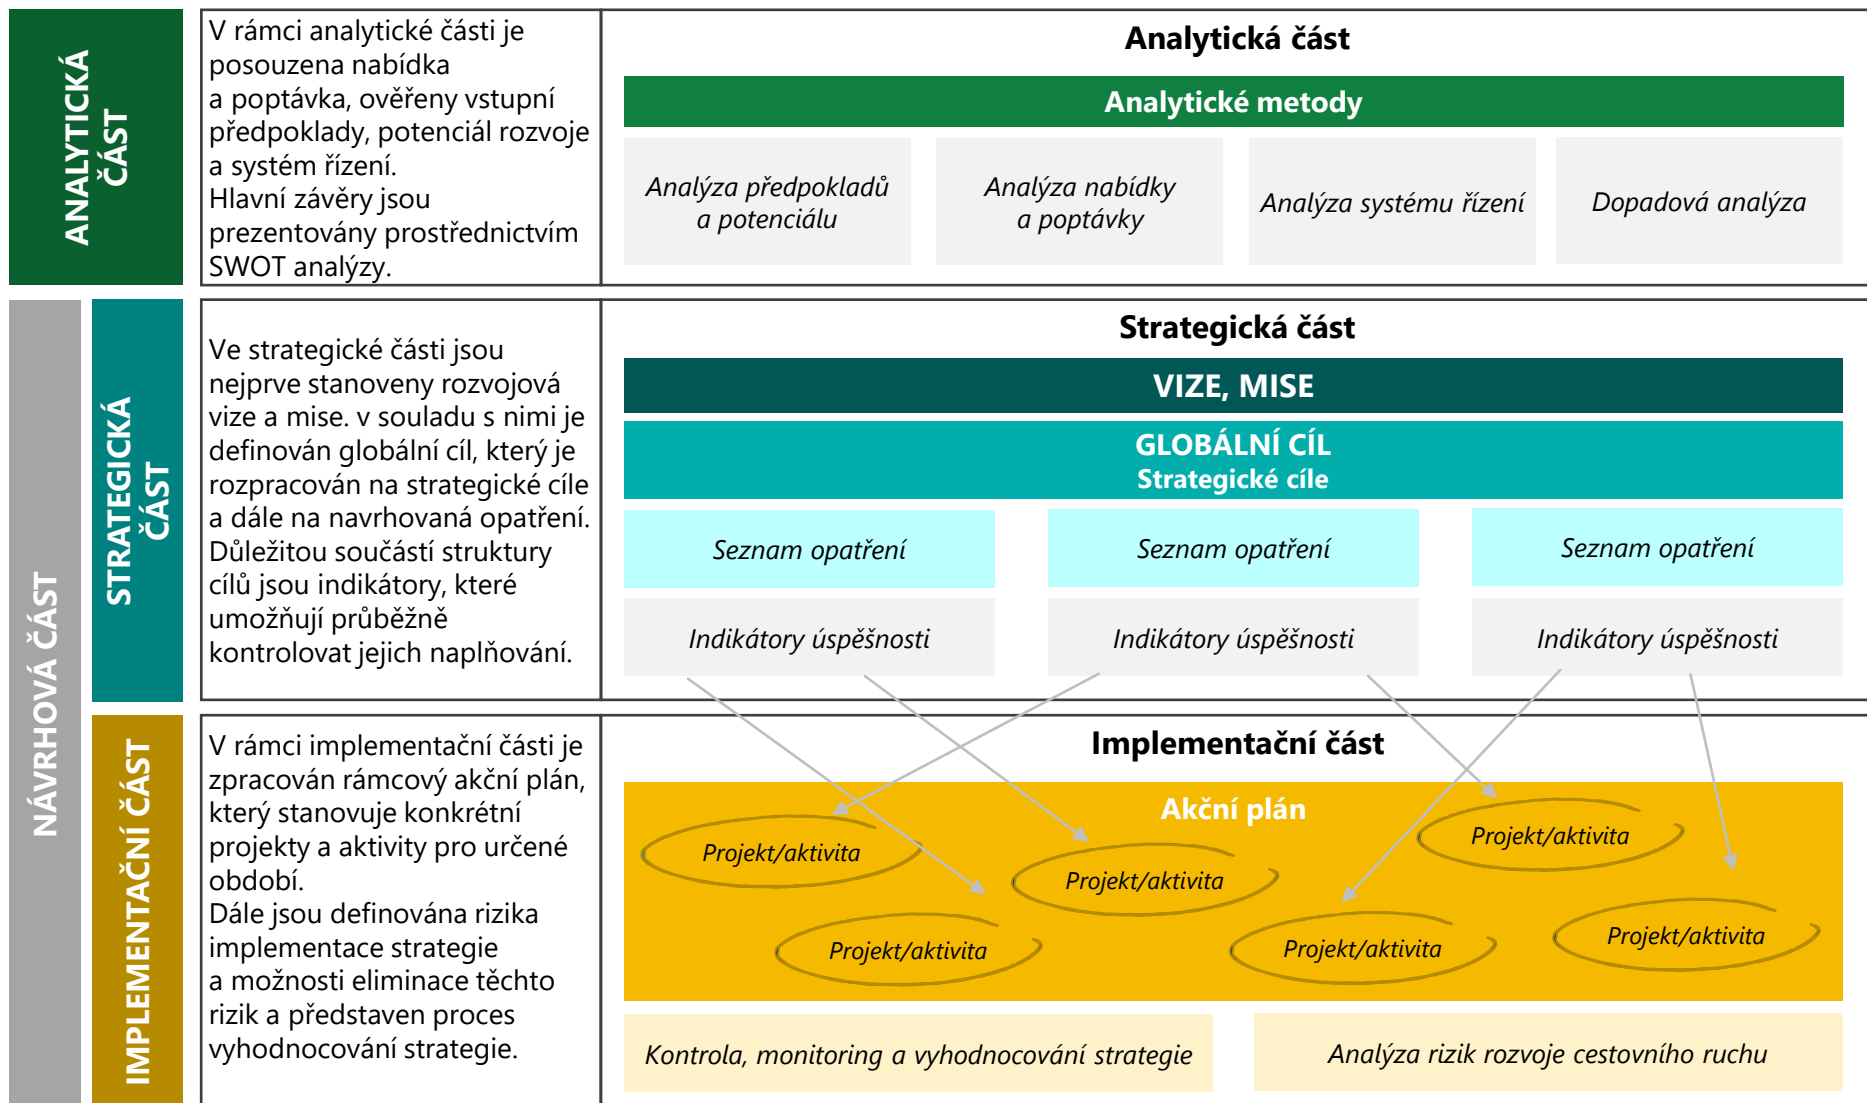 ANALYTICKÁ
ČÁST
V rámci analytické části je
posouzena nabídka
a poptávka, ověřeny vstupní
předpoklady, potenciál rozvoje
a systém řízení.
Hlavní závěry jsou
prezentovány prostřednictvím
SWOT analýzy.
Analytická část
Analytické metody
Analýza předpokladů
a potenciálu
Analýza nabídky
a poptávky
Analýza systému řízení
Dopadová analýza
NÁVRHOVÁ ČÁST
STRATEGICKÁ
ČÁST
Ve strategické části jsou
nejprve stanoveny rozvojová
vize a mise. v souladu s nimi je
definován globální cíl, který je
rozpracován na strategické cíle
a dále na navrhovaná opatření.
Důležitou součástí struktury
cílů jsou indikátory, které
umožňují průběžně
kontrolovat jejich naplňování.
Strategická část
VIZE, MISE
GLOBÁLNÍ CÍL
Strategické cíle
Seznam opatření
Seznam opatření
Seznam opatření
Indikátory úspěšnosti
Indikátory úspěšnosti
Indikátory úspěšnosti
IMPLEMENTAČNÍ ČÁST
V rámci implementační části je
zpracován rámcový akční plán,
který stanovuje konkrétní
projekty a aktivity pro určené
období.
Dále jsou definována rizika
implementace strategie
a možnosti eliminace těchto
rizik a představen proces
vyhodnocování strategie.
Implementační část
Akční plán
Projekt/aktivita
Projekt/aktivita
Projekt/aktivita
Projekt/aktivita
Projekt/aktivita
Projekt/aktivita
Kontrola, monitoring a vyhodnocování strategie
Analýza rizik rozvoje cestovního ruchu